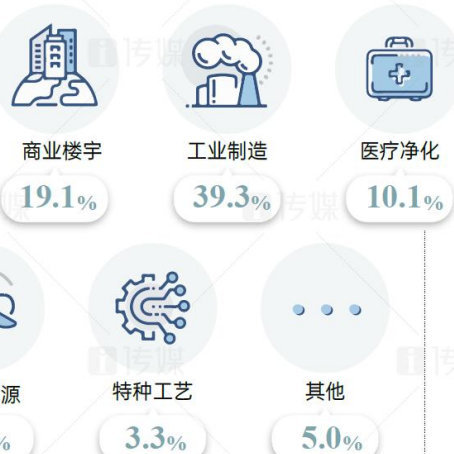 商业楼宇 工业制造 医疗净化
19.1% 39.3% 10.1%
源 特种工艺 其他
% 3.3% 5.0%